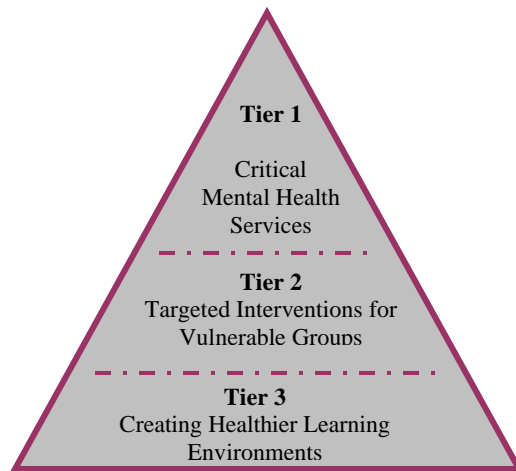 Tier 1
Critical
Mental Health
Services
Tier 2
Targeted Interventions for
Vulnerable Groups
Tier 3
Creating Healthier Learning
Environments